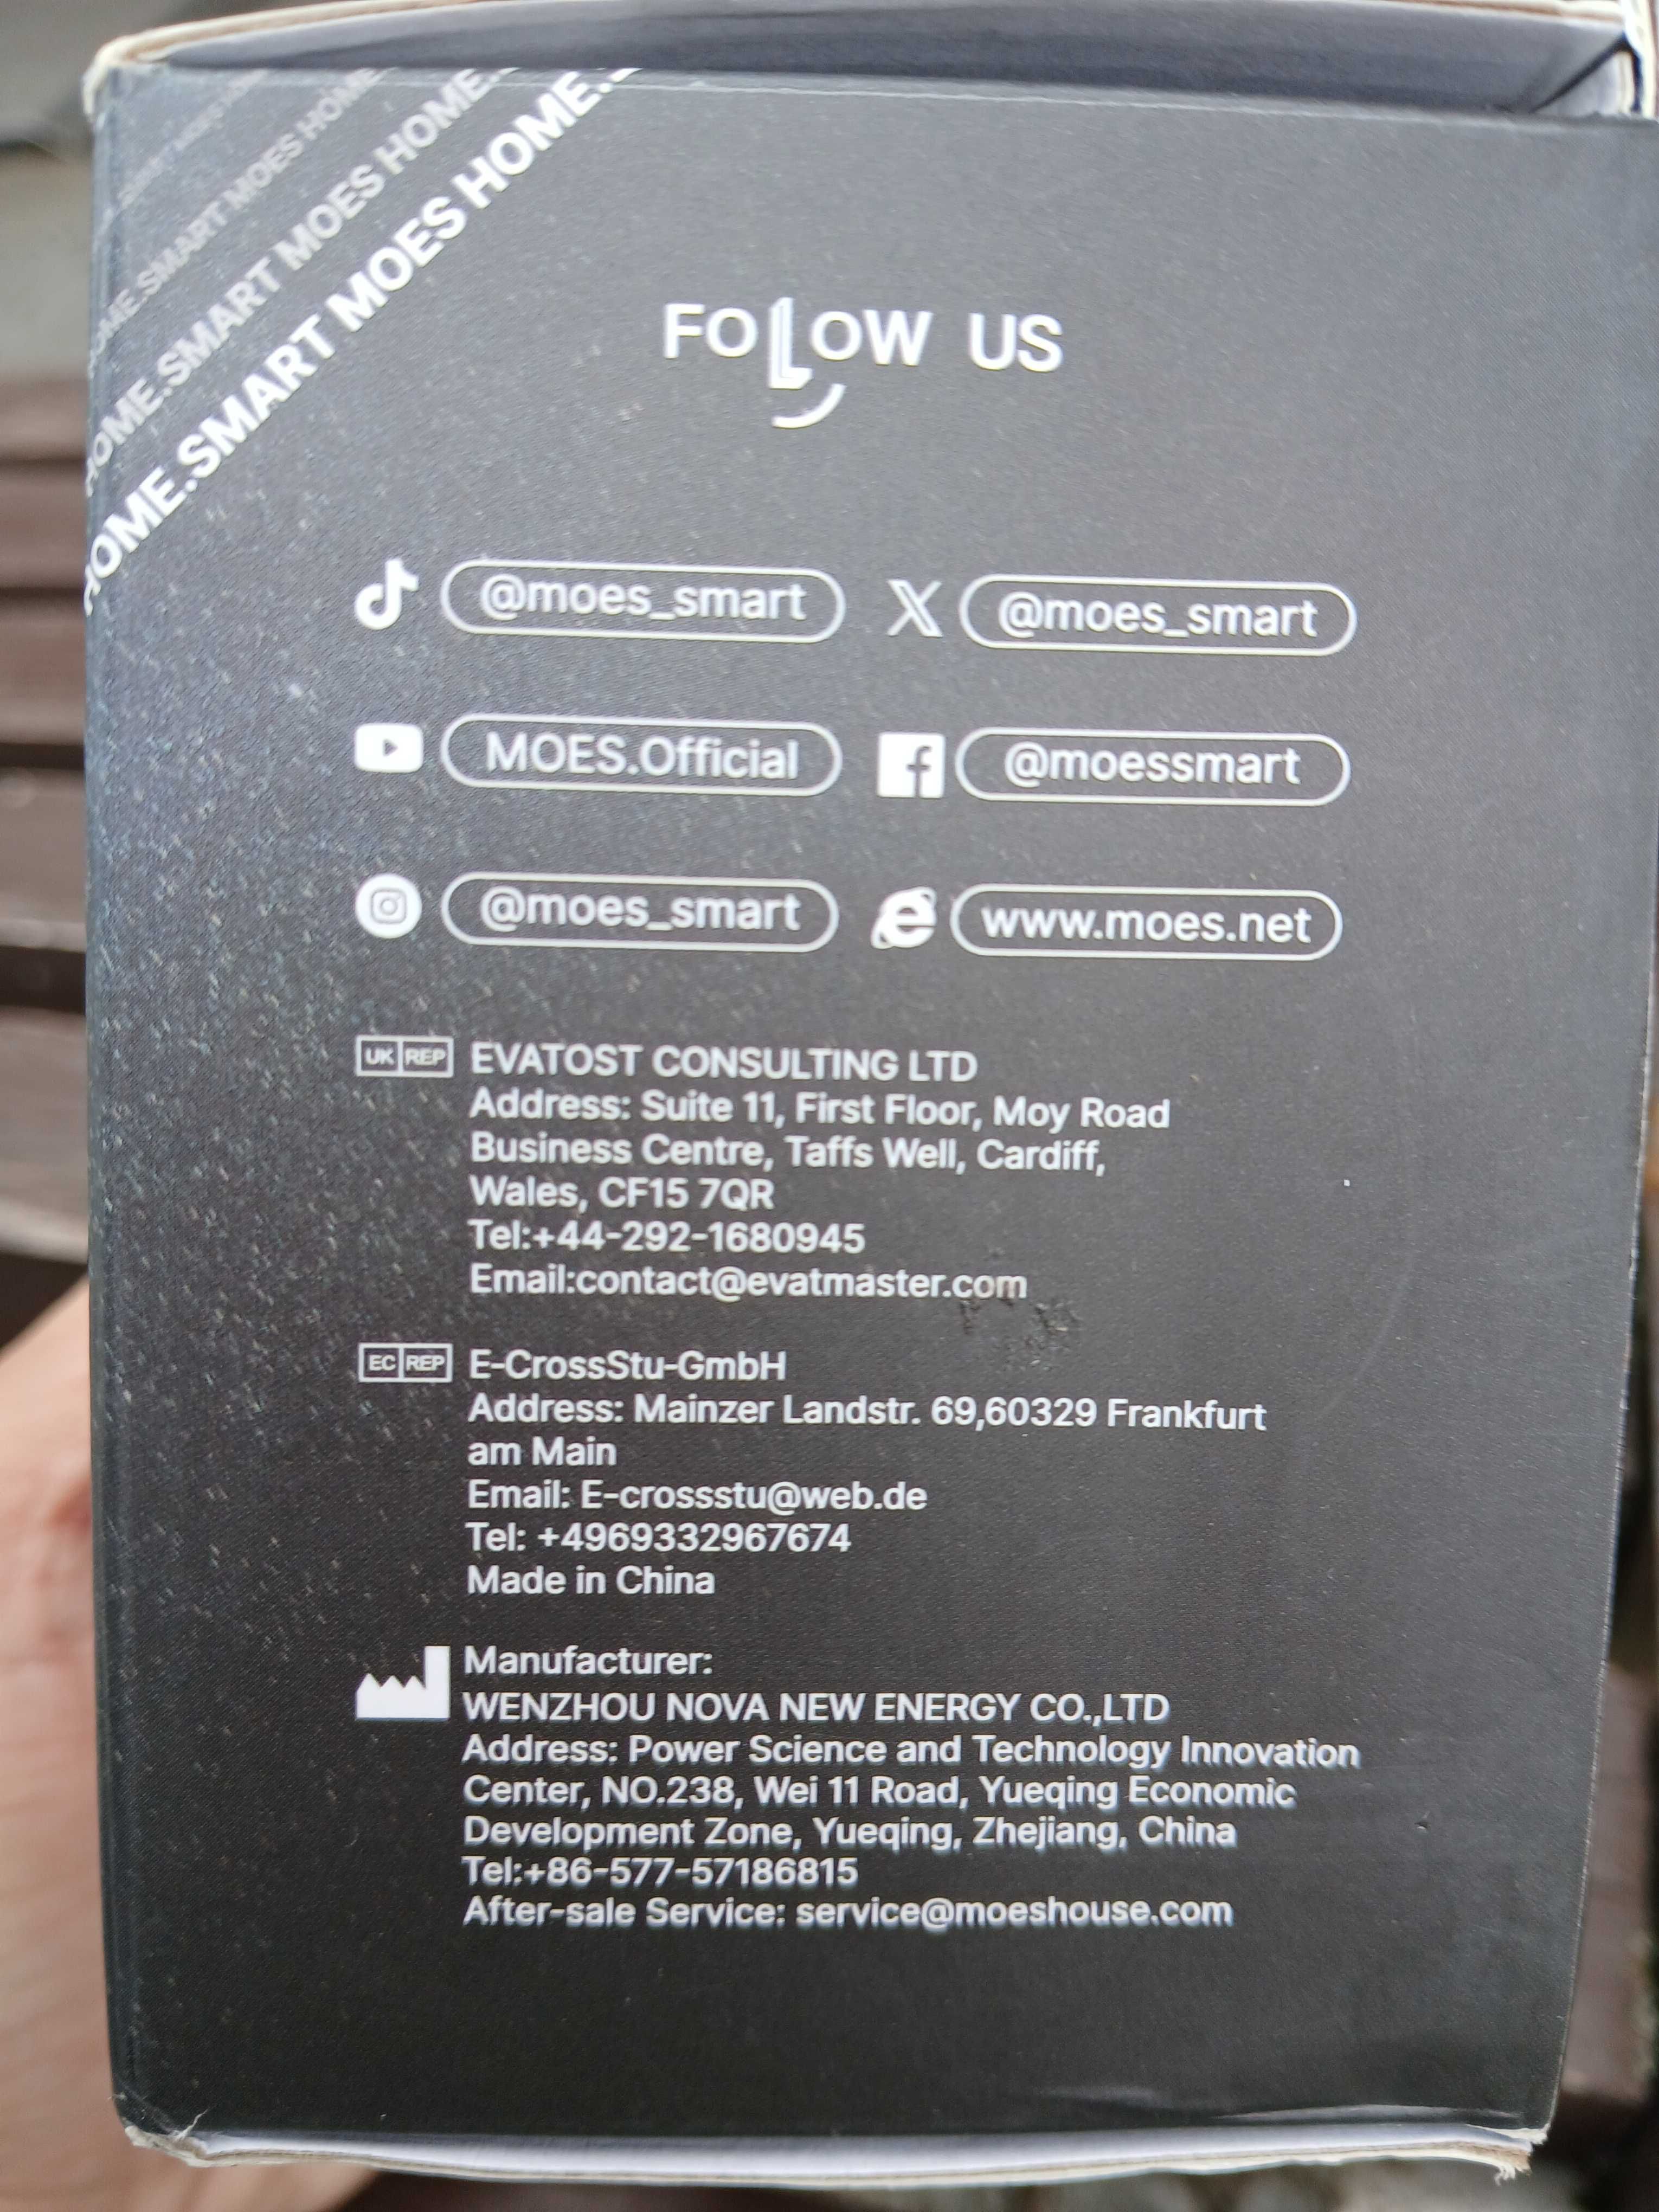 HOME.SMART MOES HOME.
HOME.SMART MOES HOME.
HOME.SMART MOES HOME.
FOLLOW US
@moes_smart
@moes_smart
MOES.Official
@moessmart
@moes_smart
www.moes.net
UK REP EVATOST CONSULTING LTD
Address: Suite 11, First Floor, Moy Road
Business Centre, Taffs Well, Cardiff,
Wales, CF15 7QR
Tel:+44-292-1680945
Email:contact@evatmaster.com
EC REP E-CrossStu-GmbH
Address: Mainzer Landstr. 69,60329 Frankfurt
am Main
Email: E-crossstu@web.de
Tel: +4969332967674
Made in China
Manufacturer:
WENZHOU NOVA NEW ENERGY CO.,LTD
Address: Power Science and Technology Innovation
Center, NO.238, Wei 11 Road, Yueqing Economic
Development Zone, Yueqing, Zhejiang, China
Tel:+86-577-57186815
After-sale Service: service@moeshouse.com